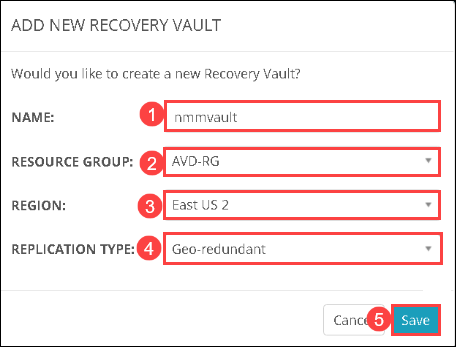 ADD NEW RECOVERY VAULT
Would you like to create a new Recovery Vault?
NAME: 1 nmmvault
RESOURCE GROUP: 2 AVD-RG
REGION: 3 East US 2
REPLICATION TYPE: 4 Geo-redundant
Cance 5 Save